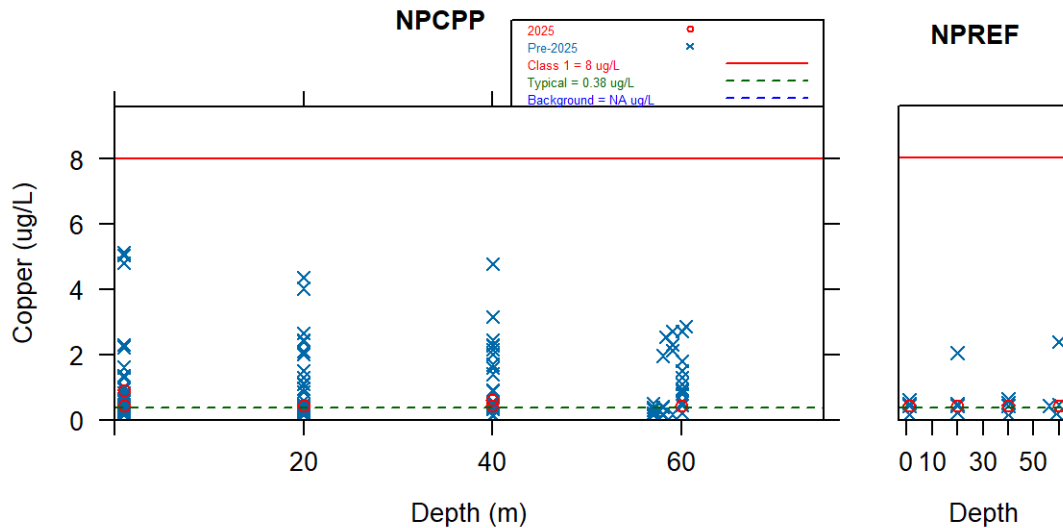 NPCPP
NPREF
2025
Pre-2025
Class 1 = 8 ug/L
Typical = 0.38 ug/L
Background = NA ug/L
Copper (ug/L)
8
6
4
2
0
20
40
60
0 10 30 50
Depth (m)
Depth